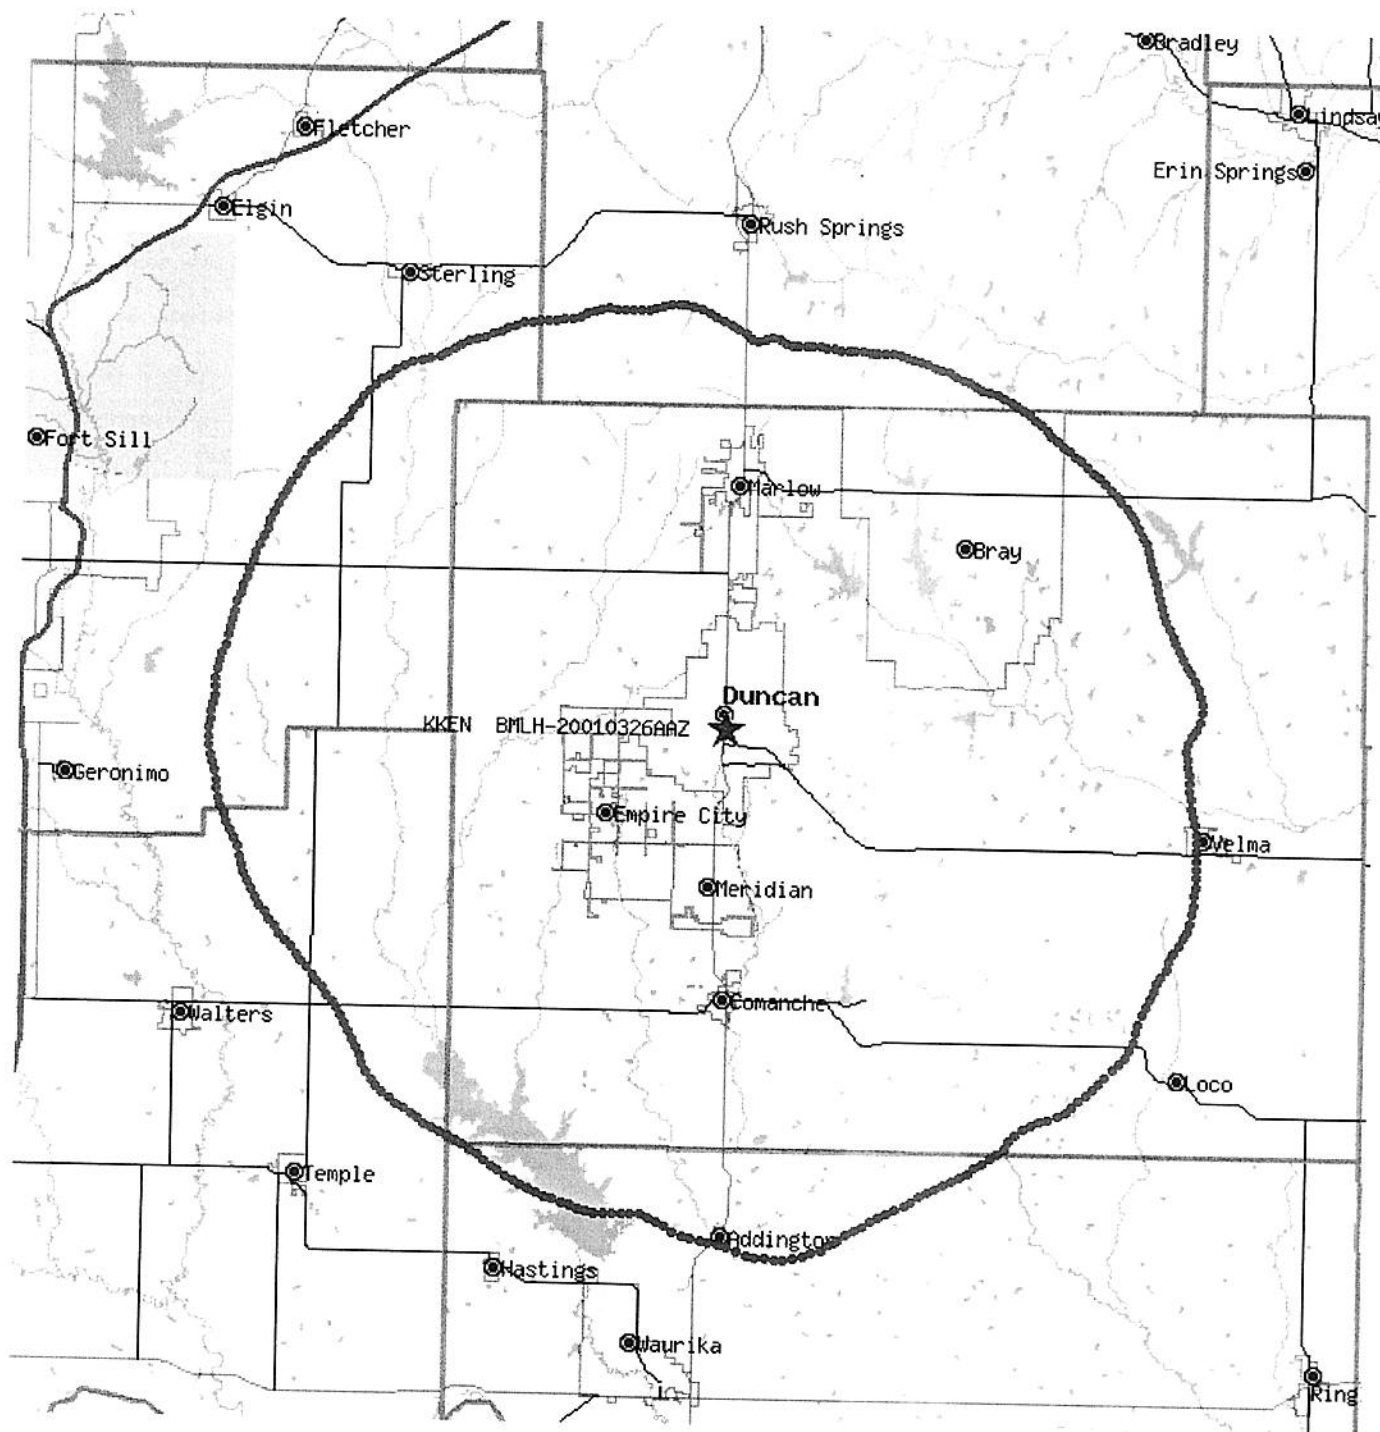 Bradley
Lindsay
Fletcher
Erin Springs
Elgin
Rush Springs
Sterling
Fort Sill
Marlow
Bray
Duncan
KKEN BMLH-20010326AAZ
Geronimo
Empire City
Velma
Meridian
Comanche
Walters
Loco
Temple
Addington
Hastings
Waurika
Ring